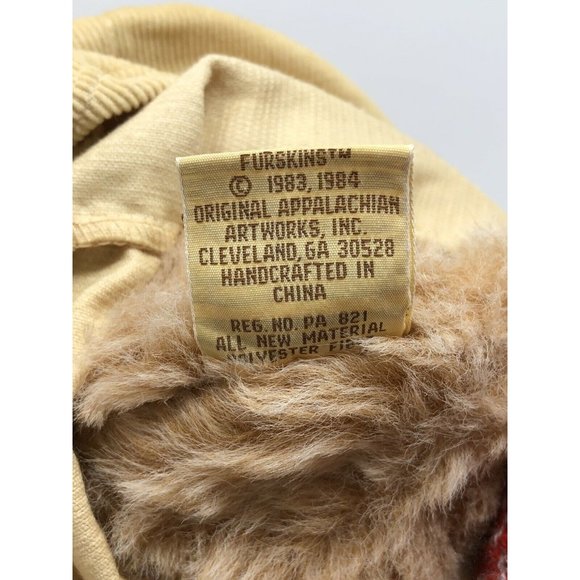 FURSKINS™
© 1983, 1984
ORIGINAL APPALACHIAN
ARTWORKS, INC.
CLEVELAND, GA 30528
HANDCRAFTED IN
CHINA
REG. NO. PA 821
ALL NEW MATERIAL
POLYESTER